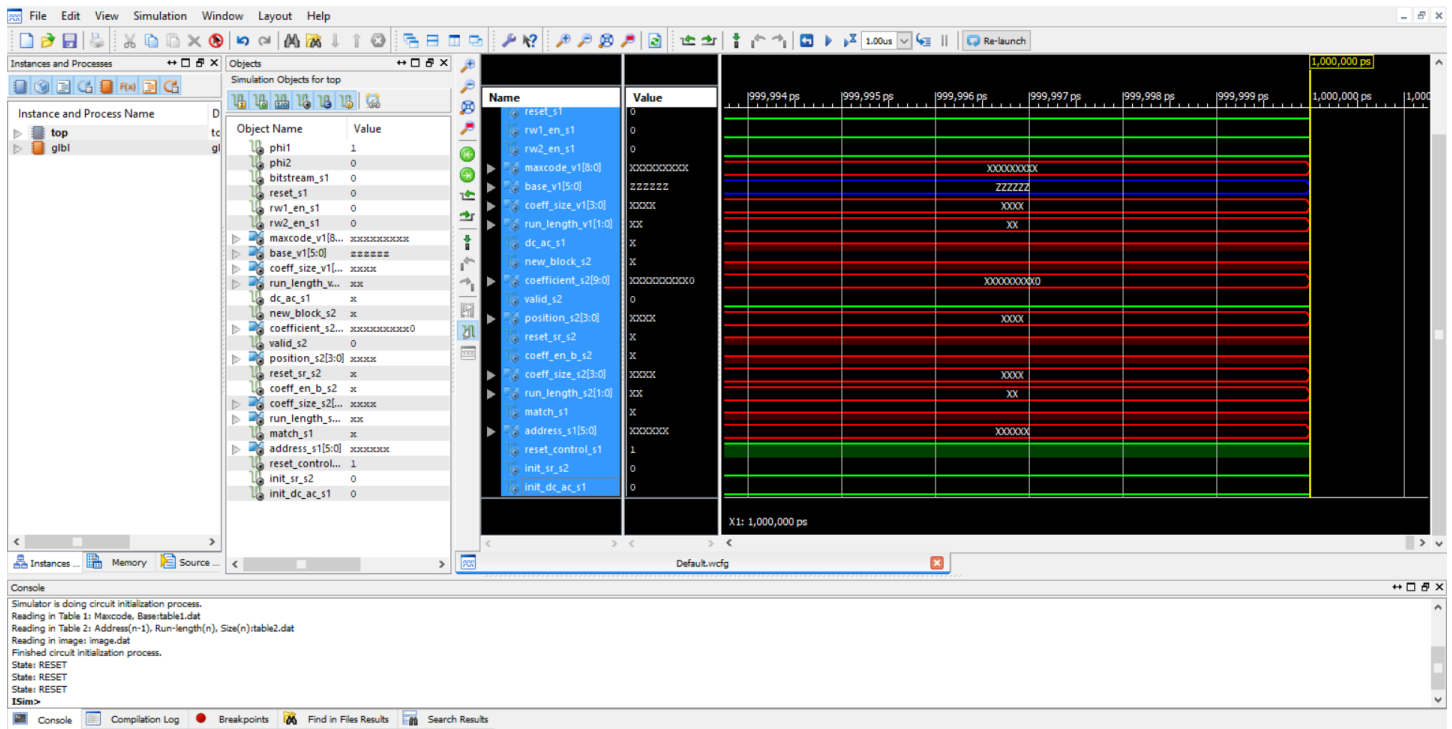 File Edit View Simulation Window Layout Help
1.00us Re-launch
Instances and Processes
Instance and Process Name D
top tc
glbl gl
Instances ... Memory Source ...
Objects
Simulation Objects for top
Object Name Value
phi1 1
phi2 0
bitstream_s1 0
reset_s1 0
rw1_en_s1 0
rw2_en_s1 0
maxcode_v1[8... xxxxxxxxx
base_v1[5:0] zzzzzz
coeff_size_v1[... xxxx
run_length_v... xx
dc_ac_s1 x
new_block_s2 x
coefficient_s2... xxxxxxxxx0
valid_s2 0
position_s2[3:0] xxxx
reset_sr_s2 x
coeff_en_b_s2 x
coeff_size_s2[... xxxx
run_length_s... xx
match_s1 x
address_s1[5:0] xxxxxx
reset_control... 1
init_sr_s2 0
init_dc_ac_s1 0
1,000,000 ps
Name Value 999,994 ps 999,995 ps 999,996 ps 999,997 ps 999,998 ps 999,999 ps 1,000,000 ps 1,000
reset_s1 0
rw1_en_s1 0
rw2_en_s1 0
maxcode_v1[8:0] XXXXXXXXX XXXXXXXXX
base_v1[5:0] ZZZZZZ ZZZZZZ
coeff_size_v1[3:0] XXXX XXXX
run_length_v1[1:0] XX XX
dc_ac_s1 X
new_block_s2 X
coefficient_s2[9:0] XXXXXXXXX0 XXXXXXXXX0
valid_s2 0
position_s2[3:0] XXXX XXXX
reset_sr_s2 X
coeff_en_b_s2 X
coeff_size_s2[3:0] XXXX XXXX
run_length_s2[1:0] XX XX
match_s1 X
address_s1[5:0] XXXXXX XXXXXX
reset_control_s1 1
init_sr_s2 0
init_dc_ac_s1 0
X1: 1,000,000 ps
Default.wcfg
Console
Simulator is doing circuit initialization process.
Reading in Table 1: Maxcode, Base:table1.dat
Reading in Table 2: Address(n-1), Run-length(n), Size(n):table2.dat
Reading in image: image.dat
Finished circuit initialization process.
State: RESET
State: RESET
State: RESET
ISim>
Console Compilation Log Breakpoints Find in Files Results Search Results